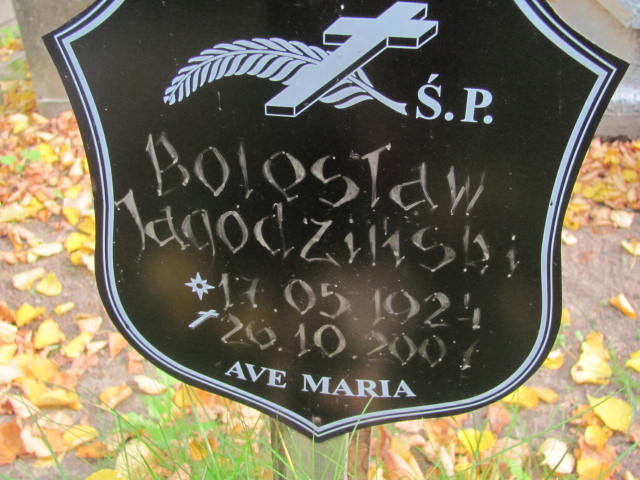 Ś.P.
Bolesław
Jagodziński
17.05 1924
26.10.2007
AVE MARIA